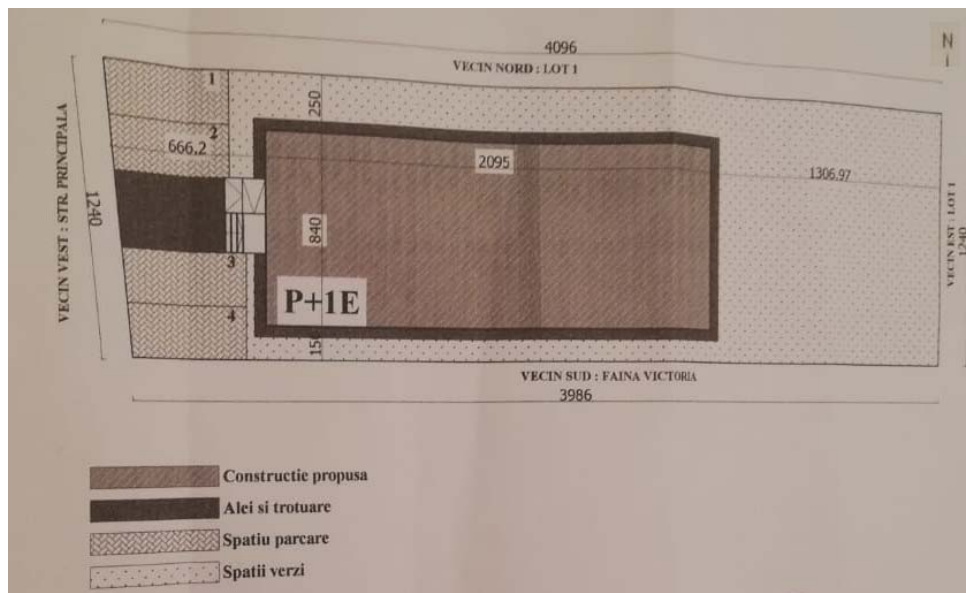 4096
N
VECIN NORD : LOT 1
1
250
2
666.2
2095
1306.97
VECIN VEST : STR. PRINCIPALA
1240
840
VECIN EST : LOT 1
1240
3
P+1E
4
150
VECIN SUD : FAINA VICTORIA
3986
Constructie propusa
Alei si trotuare
Spatiu parcare
Spatii verzi